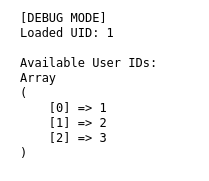 [DEBUG MODE]
Loaded UID: 1

Available User IDs:
Array
(
    [0] => 1
    [1] => 2
    [2] => 3
)